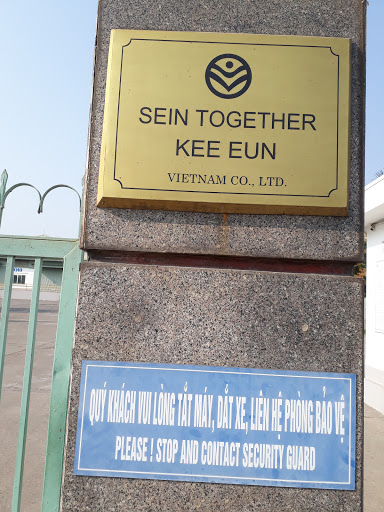 SEIN TOGETHER
KEE EUN
VIETNAM CO., LTD.
QUÝ KHÁCH VUI LÒNG TẮT MÁY, DẮT XE, LIÊN HỆ PHÒNG BẢO VỆ
PLEASE ! STOP AND CONTACT SECURITY GUARD